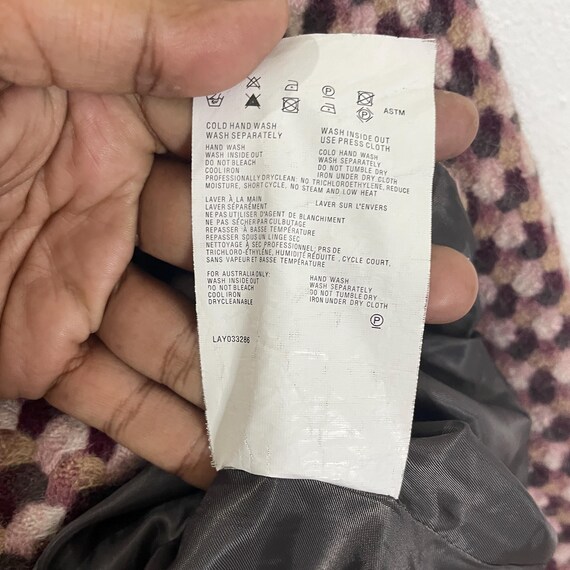 P
ASTM
COLD HAND WASH
WASH SEPARATELY
WASH INSIDE OUT
USE PRESS CLOTH
HAND WASH
WASH INSIDE OUT
DO NOT BLEACH
COOL IRON
COLD HAND WASH
WASH SEPARATELY
DO NOT TUMBLE DRY
IRON UNDER DRY CLOTH
PROFESSIONALLY DRYCLEAN: NO TRICHLOROETHYLENE, REDUCE
MOISTURE, SHORT CYCLE, NO STEAM AND LOW HEAT
LAVER À LA MAIN
LAVER SUR L'ENVERS
LAVER SÉPARÉMENT
NE PAS UTILISER D'AGENT DE BLANCHIMENT
NE PAS SÉCHER PAR CULBUTAGE
REPASSER À BASSE TEMPÉRATURE
REPASSER SOUS UN LINGE SEC
NETTOYAGE À SEC PROFESSIONNEL; PRS DE
TRICHLORO-ÉTHYLÈNE, HUMIDITÉ RÉDUITE, CYCLE COURT,
SANS VAPEUR ET BASSE TEMPÉRATURE
FOR AUSTRALIA ONLY:
WASH INSIDE OUT
DO NOT BLEACH
COOL IRON
DRYCLEANABLE
HAND WASH
WASH SEPARATELY
DO NOT TUMBLE DRY
IRON UNDER DRY CLOTH
P
LAY033286